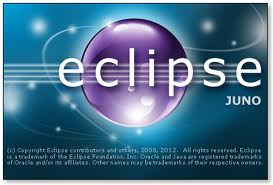 eclipse
JUNO
(c) Copyright Eclipse contributors and others, 2000, 2012. All rights reserved. Eclipse
is a trademark of the Eclipse Foundation, Inc. Oracle and Java are registered trademarks
of Oracle and/or its affiliates. Other names may be trademarks of their respective owners.